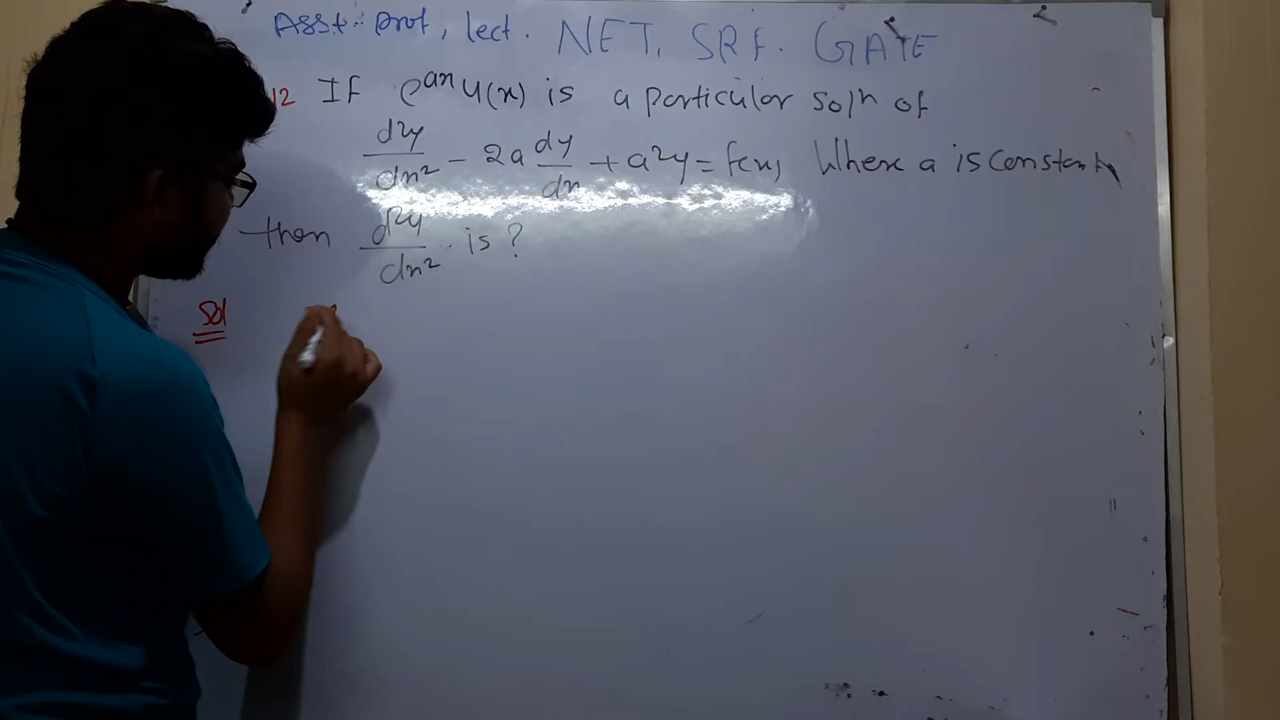 Asst. prof, lect. NET, SRF. GATE
12 If e^{ax} u(x) is a particular soln of
d²y/dx² - 2a dy/dx + a²y = f(x), Where a is constant,
then d²y/dx² is ?
Sol